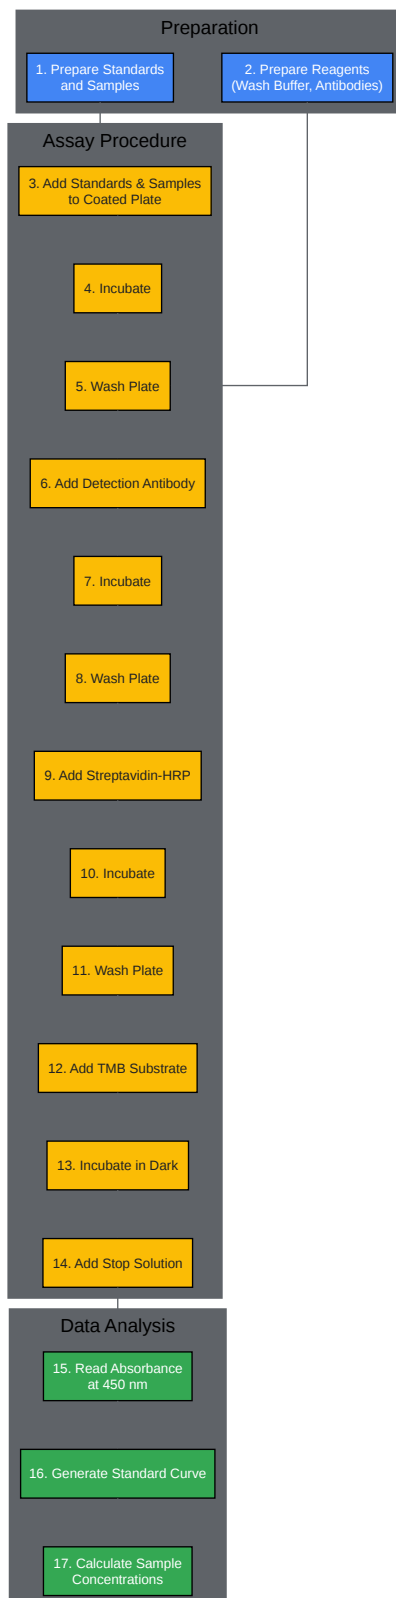 Preparation
1. Prepare Standards
and Samples
2. Prepare Reagents
(Wash Buffer, Antibodies)
Assay Procedure
3. Add Standards & Samples
to Coated Plate
4. Incubate
5. Wash Plate
6. Add Detection Antibody
7. Incubate
8. Wash Plate
9. Add Streptavidin-HRP
10. Incubate
11. Wash Plate
12. Add TMB Substrate
13. Incubate in Dark
14. Add Stop Solution
Data Analysis
15. Read Absorbance
at 450 nm
16. Generate Standard Curve
17. Calculate Sample
Concentrations